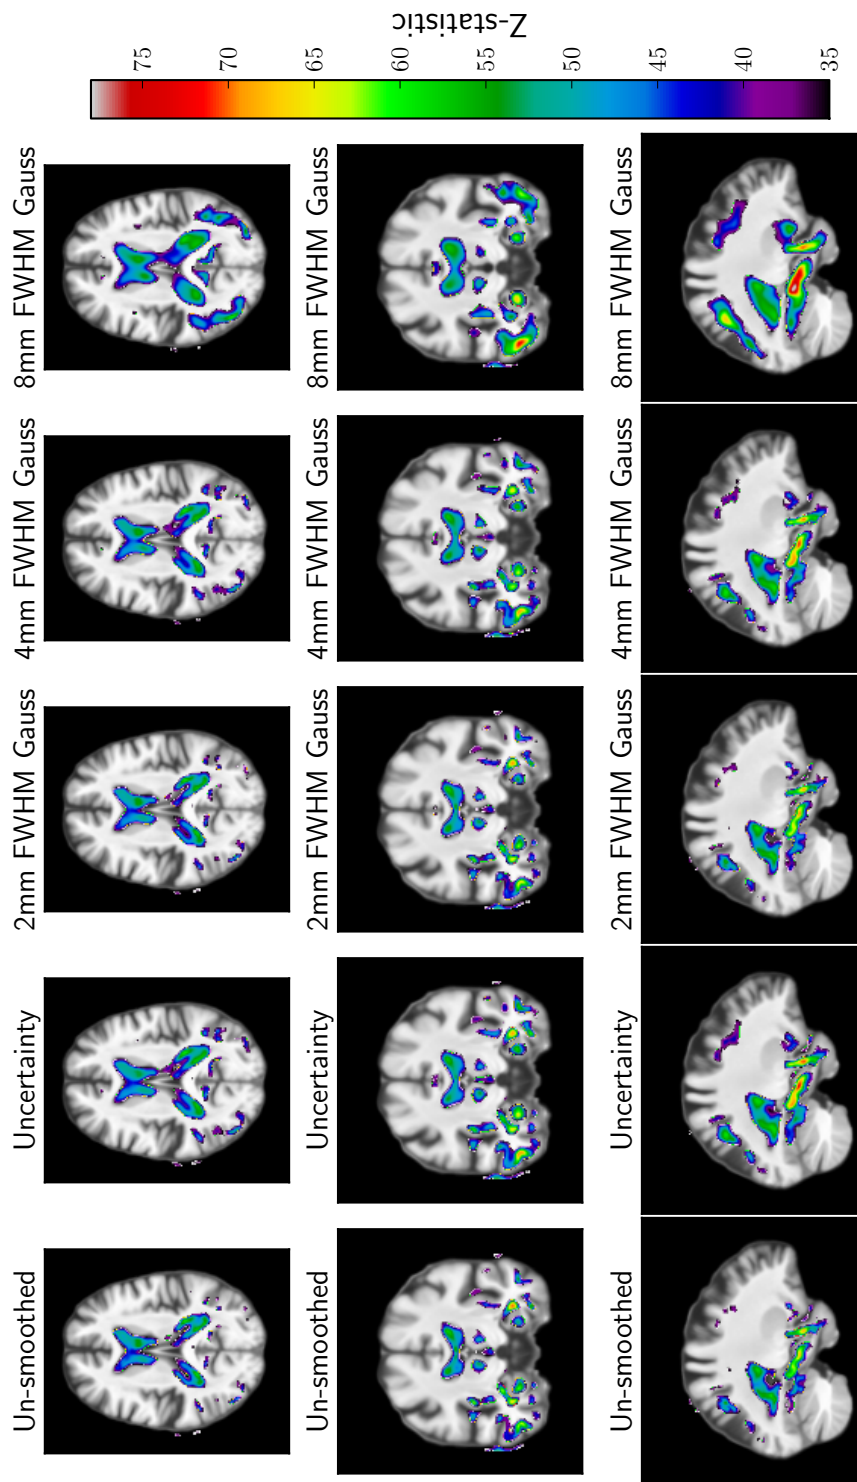 Un-smoothed
Uncertainty
2mm FWHM Gauss
4mm FWHM Gauss
8mm FWHM Gauss
Un-smoothed
Uncertainty
2mm FWHM Gauss
4mm FWHM Gauss
8mm FWHM Gauss
Un-smoothed
Uncertainty
2mm FWHM Gauss
4mm FWHM Gauss
8mm FWHM Gauss
75
70
65
60
55
50
45
40
35
Z-statistic